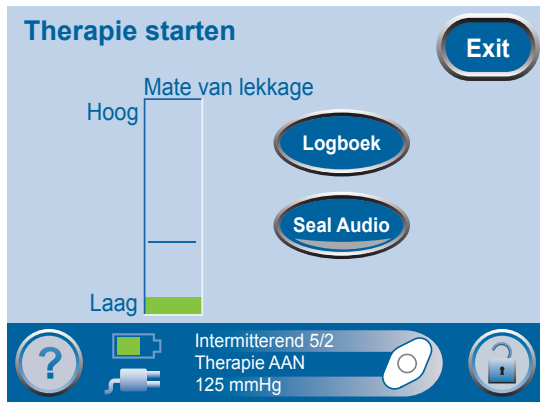 Therapie starten
Exit
Mate van lekkage
Hoog
Logboek
Seal Audio
Laag
?
Intermitterend 5/2
Therapie AAN
125 mmHg